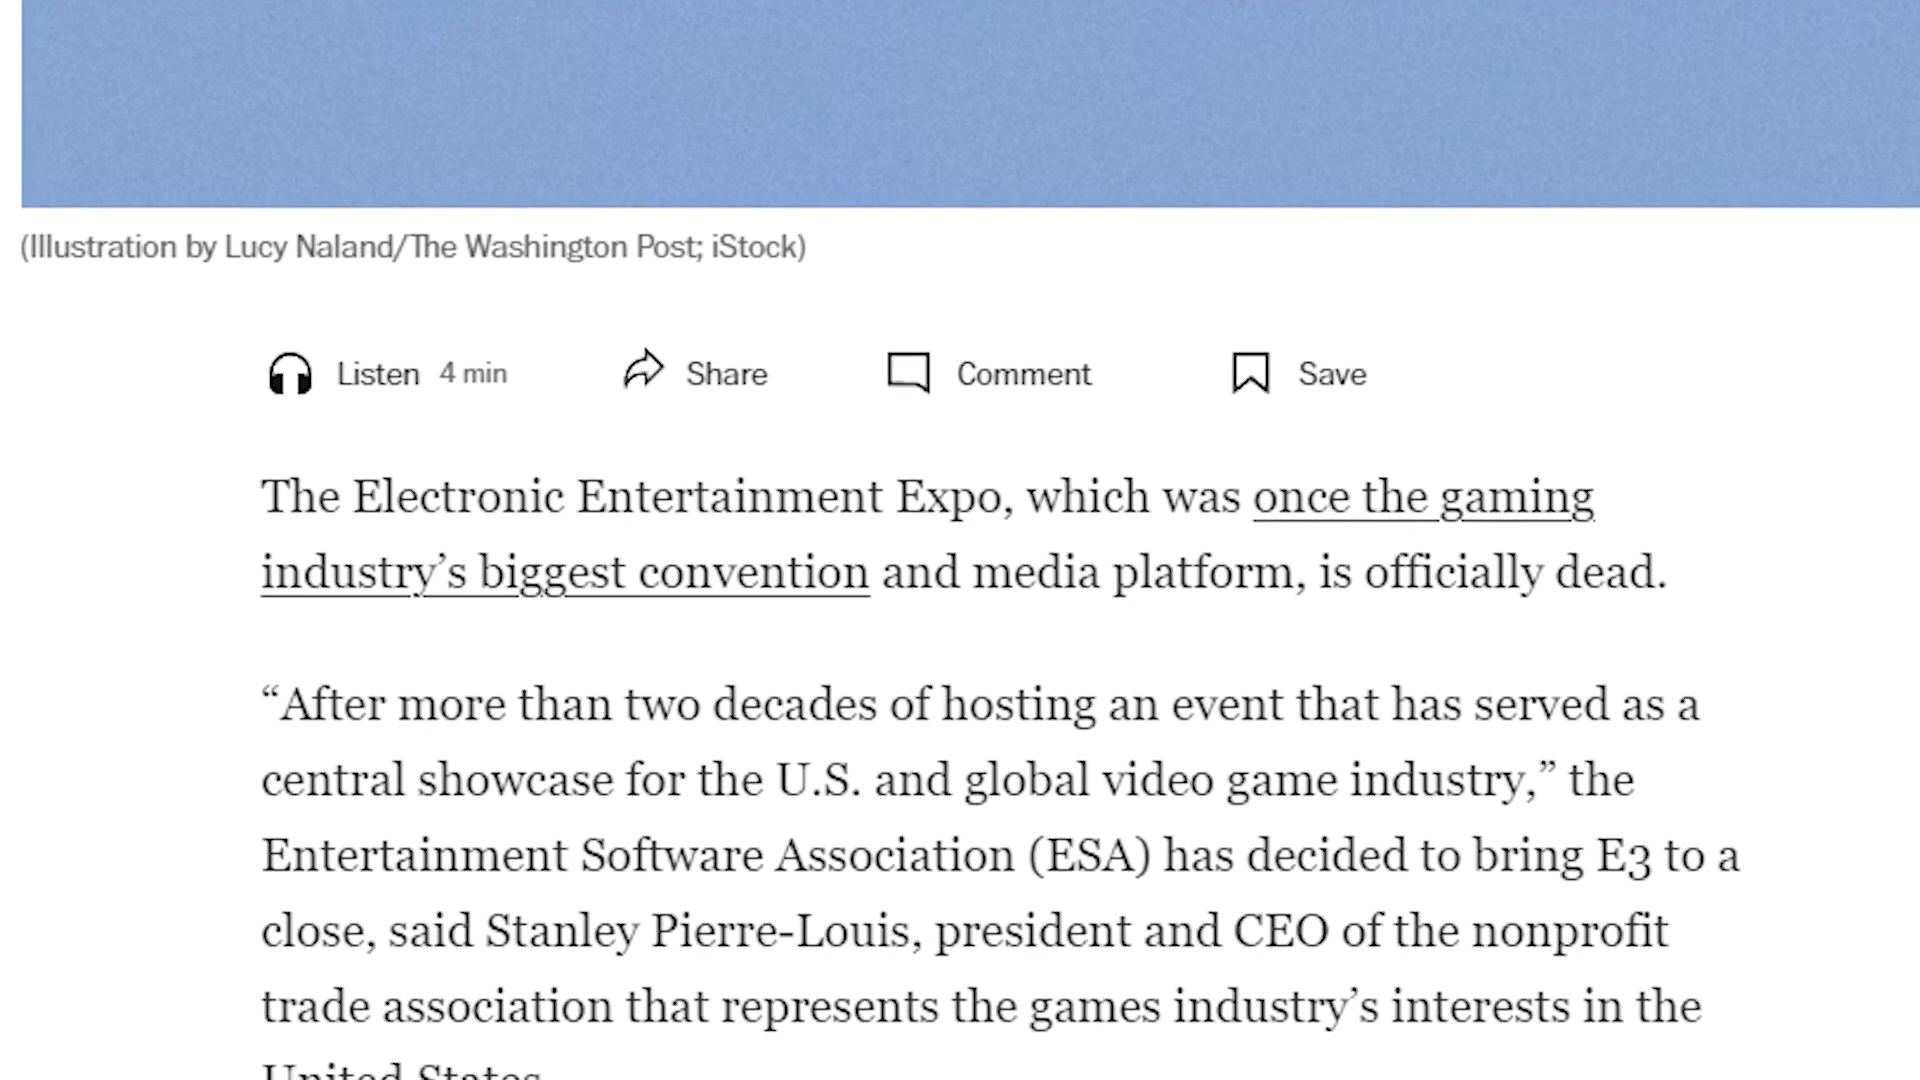 (Illustration by Lucy Naland/The Washington Post; iStock)
Listen 4 min Share Comment Save
The Electronic Entertainment Expo, which was once the gaming
industry’s biggest convention and media platform, is officially dead.
“After more than two decades of hosting an event that has served as a
central showcase for the U.S. and global video game industry,” the
Entertainment Software Association (ESA) has decided to bring E3 to a
close, said Stanley Pierre-Louis, president and CEO of the nonprofit
trade association that represents the games industry’s interests in the
United States.